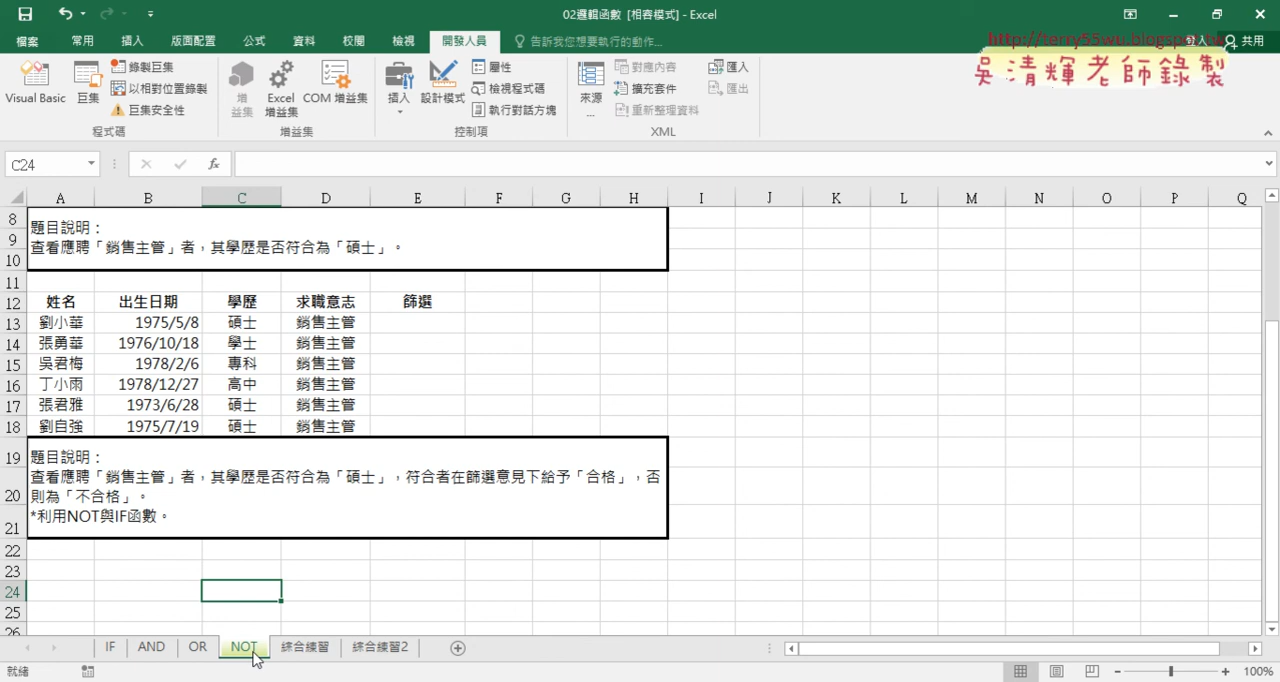 02邏輯函數 [相容模式] - Excel
檔案 常用 插入 版面配置 公式 資料 校閱 檢視 開發人員 告訴我您想要執行的動作... 登入 共用
http://terry55wu.blogspot.tw
吳清輝老師錄製
Visual Basic 巨集 錄製巨集 以相對位置錄製 巨集安全性 程式碼
增益集 Excel 增益集 COM 增益集 增益集
插入 設計模式 屬性 檢視程式碼 執行對話方塊 控制項
來源... 對應內容 擴充套件 重新整理資料 匯入 匯出 XML
C24 fx
A B C D E F G H I J K L M N O P Q
8 題目說明：
9 查看應聘「銷售主管」者，其學歷是否符合為「碩士」。
10
11
12 姓名 出生日期 學歷 求職意志 篩選
13 劉小華 1975/5/8 碩士 銷售主管
14 張勇華 1976/10/18 學士 銷售主管
15 吳君梅 1978/2/6 專科 銷售主管
16 丁小雨 1978/12/27 高中 銷售主管
17 張君雅 1973/6/28 碩士 銷售主管
18 劉自強 1975/7/19 碩士 銷售主管
19 題目說明：
查看應聘「銷售主管」者，其學歷是否符合為「碩士」，符合者在篩選意見下給予「合格」，否
20 則為「不合格」。
21 *利用NOT與IF函數。
22
23
24
25
26
IF AND OR NOT 綜合練習 綜合練習2
就緒 100%